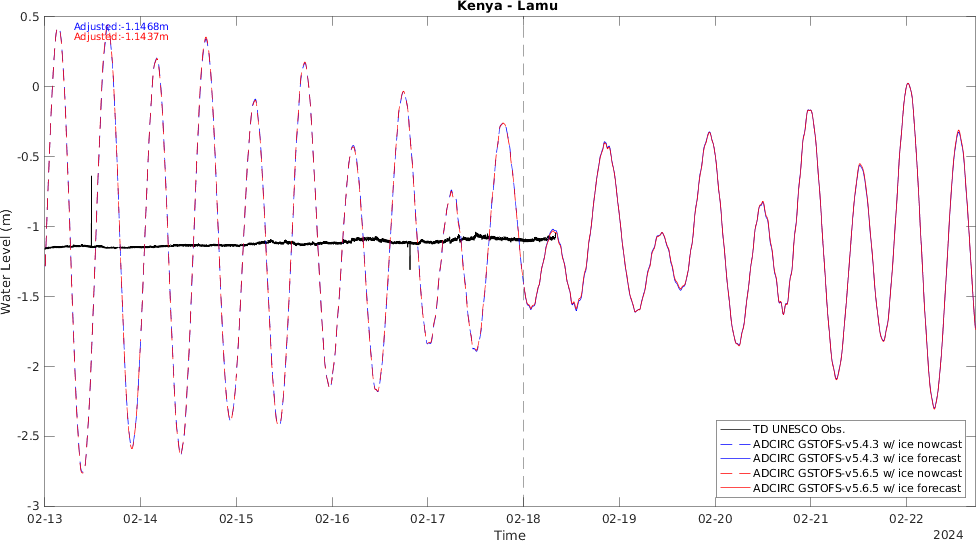 Kenya - Lamu
Adjusted:-1.1468m
Adjusted:-1.1437m
0.5
0
-0.5
-1
-1.5
-2
-2.5
-3
Water Level (m)
02-13 02-14 02-15 02-16 02-17 02-18 02-19 02-20 02-21 02-22
Time
2024
TD UNESCO Obs.
ADCIRC GSTOFS-v5.4.3 w/ ice nowcast
ADCIRC GSTOFS-v5.4.3 w/ ice forecast
ADCIRC GSTOFS-v5.6.5 w/ ice nowcast
ADCIRC GSTOFS-v5.6.5 w/ ice forecast